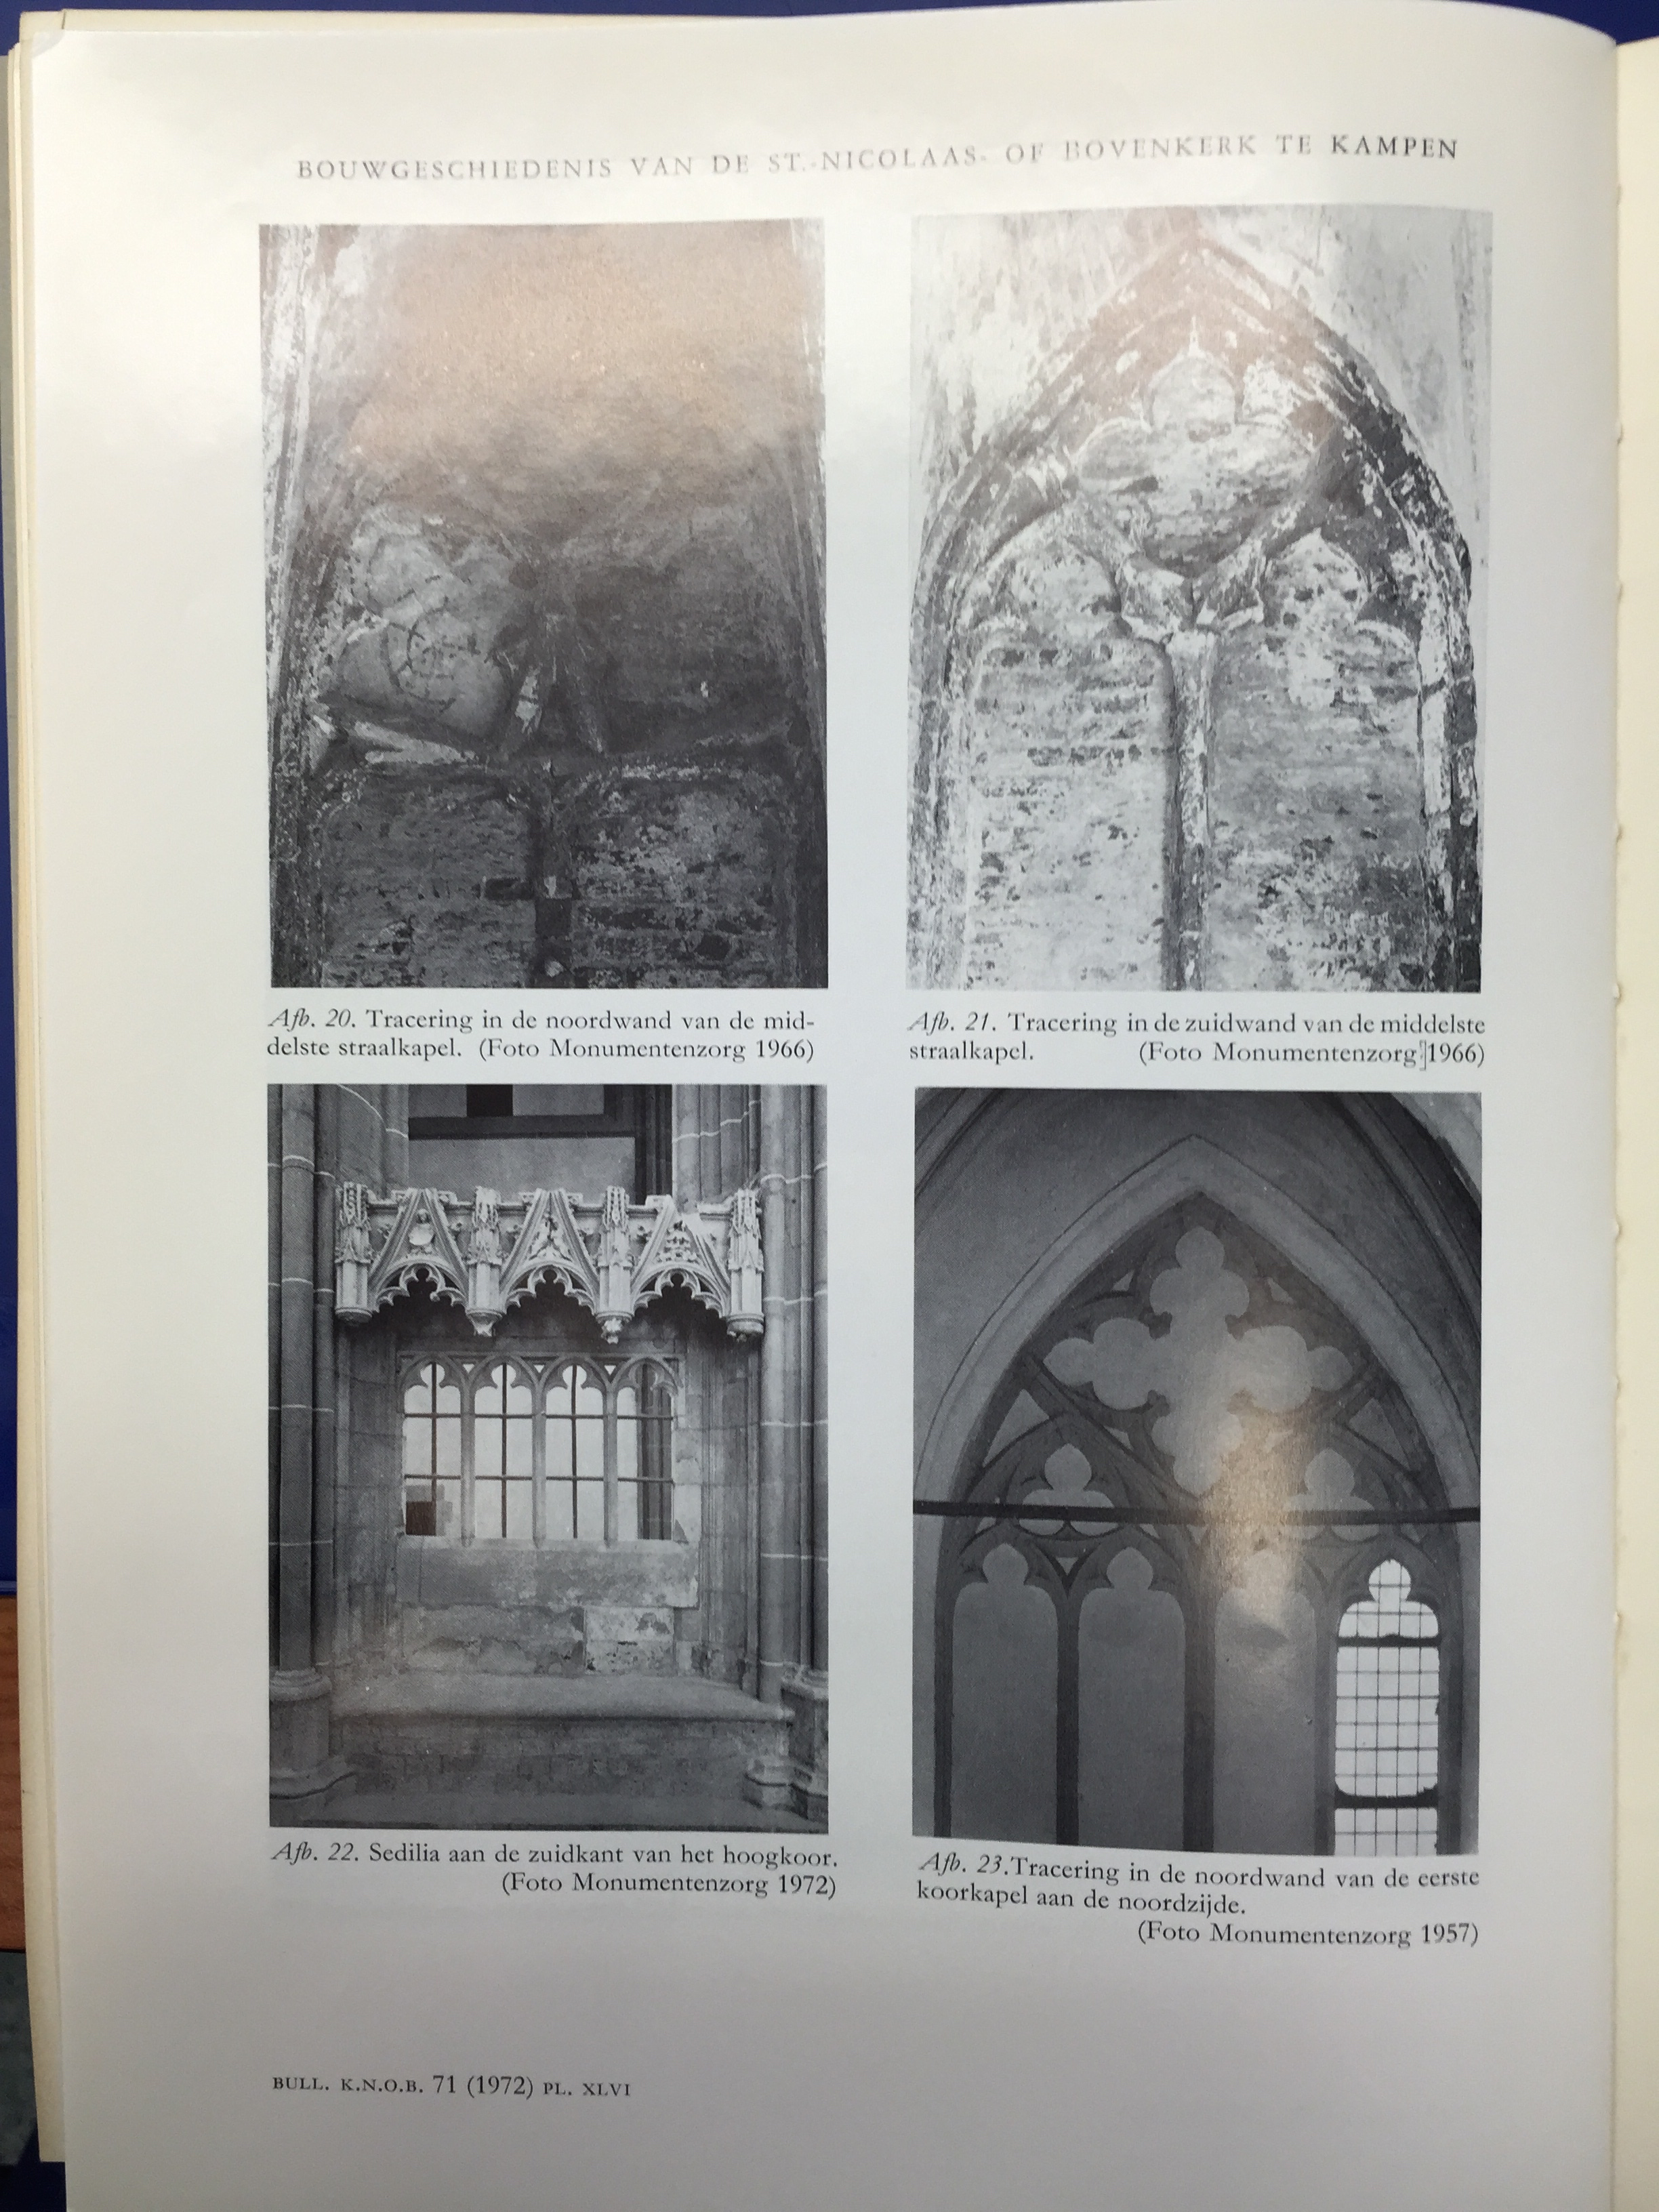 BOUWGESCHIEDENIS VAN DE ST.-NICOLAAS- OF BOVENKERK TE KAMPEN
Afb. 20. Tracering in de noordwand van de mid-
delste straalkapel. (Foto Monumentenzorg 1966)
Afb. 21. Tracering in de zuidwand van de middelste
straalkapel. (Foto Monumentenzorg 1966)
Afb. 22. Sedilia aan de zuidkant van het hoogkoor.
(Foto Monumentenzorg 1972)
Afb. 23. Tracering in de noordwand van de eerste
koorkapel aan de noordzijde.
(Foto Monumentenzorg 1957)
BULL. K.N.O.B. 71 (1972) PL. XLVI